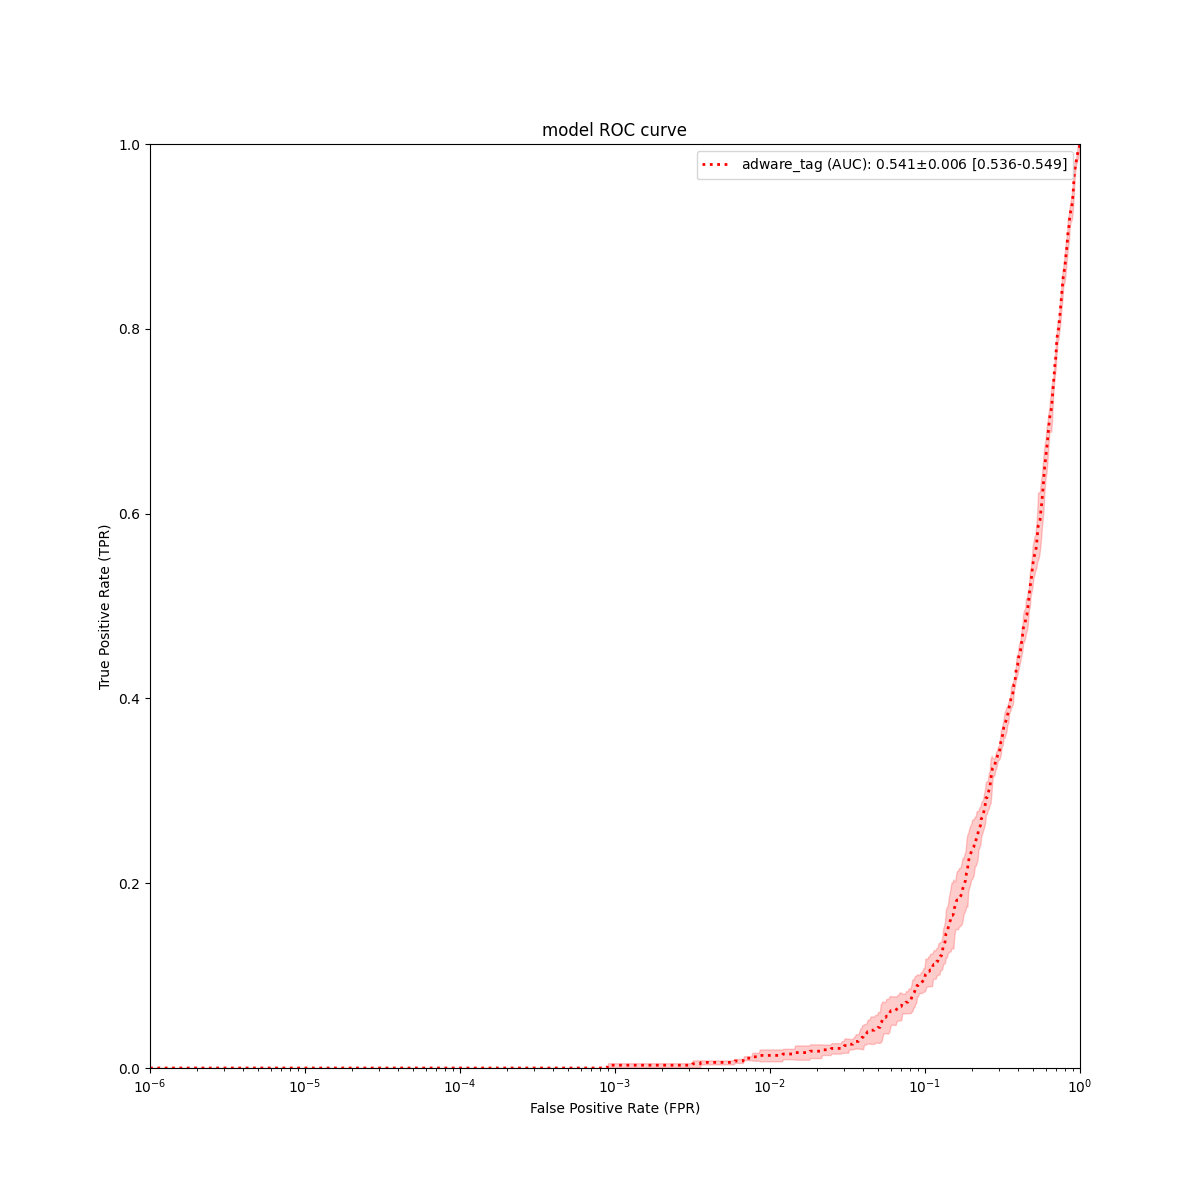 model ROC curve
adware_tag (AUC): 0.541±0.006 [0.536-0.549]
True Positive Rate (TPR)
1.0
0.8
0.6
0.4
0.2
0.0
10⁻⁶ 10⁻⁵ 10⁻⁴ 10⁻³ 10⁻² 10⁻¹ 10⁰
False Positive Rate (FPR)